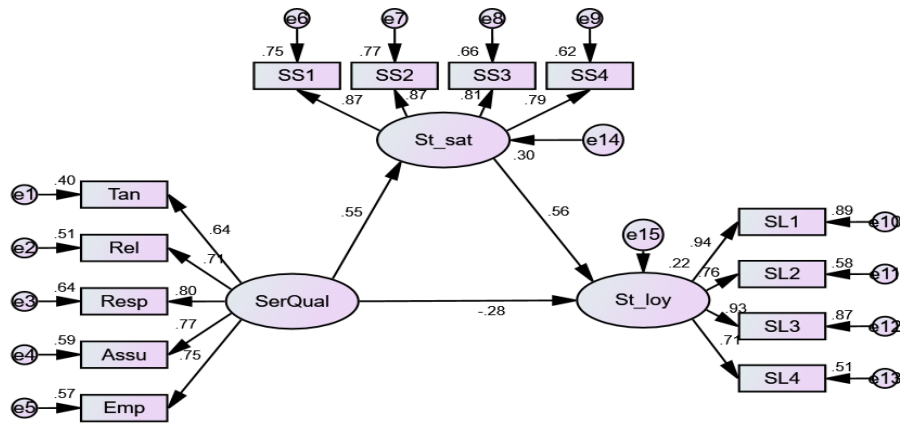 e6 e7 e8 e9
.75 .77 .66 .62
SS1 SS2 SS3 SS4
.87 .87 .81 .79
St_sat e14
.30
e1 .40 Tan
.64
e2 .51 Rel
.71
e3 .64 Resp
.80
e4 .59 Assu
.77
e5 .57 Emp
.75
SerQual
.55
.56
-.28
e15
.22
St_loy
.94 SL1 .89 e10
.76 SL2 .58 e11
.93 SL3 .87 e12
.71 SL4 .51 e13